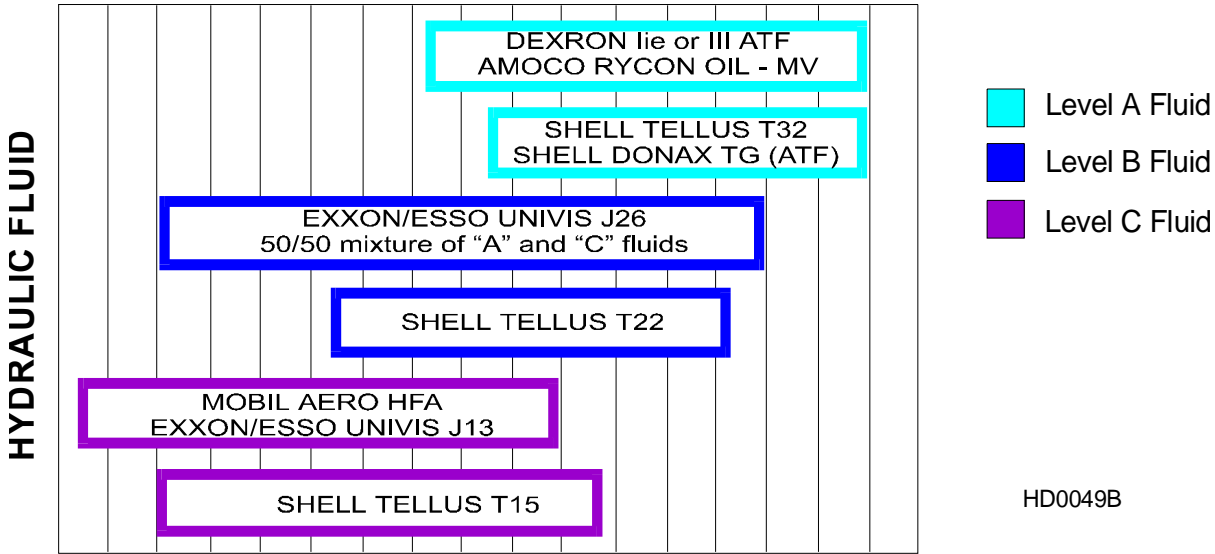 HYDRAULIC FLUID
DEXRON IIe or III ATF
AMOCO RYCON OIL - MV
SHELL TELLUS T32
SHELL DONAX TG (ATF)
EXXON/ESSO UNIVIS J26
50/50 mixture of “A” and “C” fluids
SHELL TELLUS T22
MOBIL AERO HFA
EXXON/ESSO UNIVIS J13
SHELL TELLUS T15
Level A Fluid
Level B Fluid
Level C Fluid
HD0049B